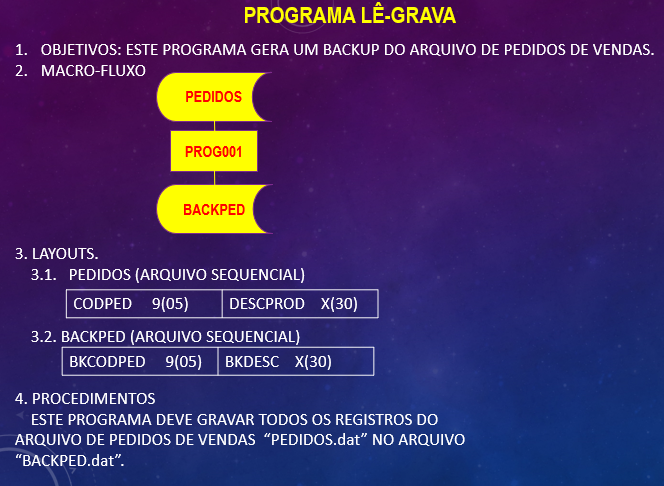 PROGRAMA LÊ-GRAVA
1. OBJETIVOS: ESTE PROGRAMA GERA UM BACKUP DO ARQUIVO DE PEDIDOS DE VENDAS.
2. MACRO-FLUXO
PEDIDOS
PROG001
BACKPED
3. LAYOUTS.
3.1. PEDIDOS (ARQUIVO SEQUENCIAL)
CODPED 9(05) DESCPROD X(30)
3.2. BACKPED (ARQUIVO SEQUENCIAL)
BKCODPED 9(05) BKDESC X(30)
4. PROCEDIMENTOS
ESTE PROGRAMA DEVE GRAVAR TODOS OS REGISTROS DO
ARQUIVO DE PEDIDOS DE VENDAS “PEDIDOS.dat” NO ARQUIVO
“BACKPED.dat”.